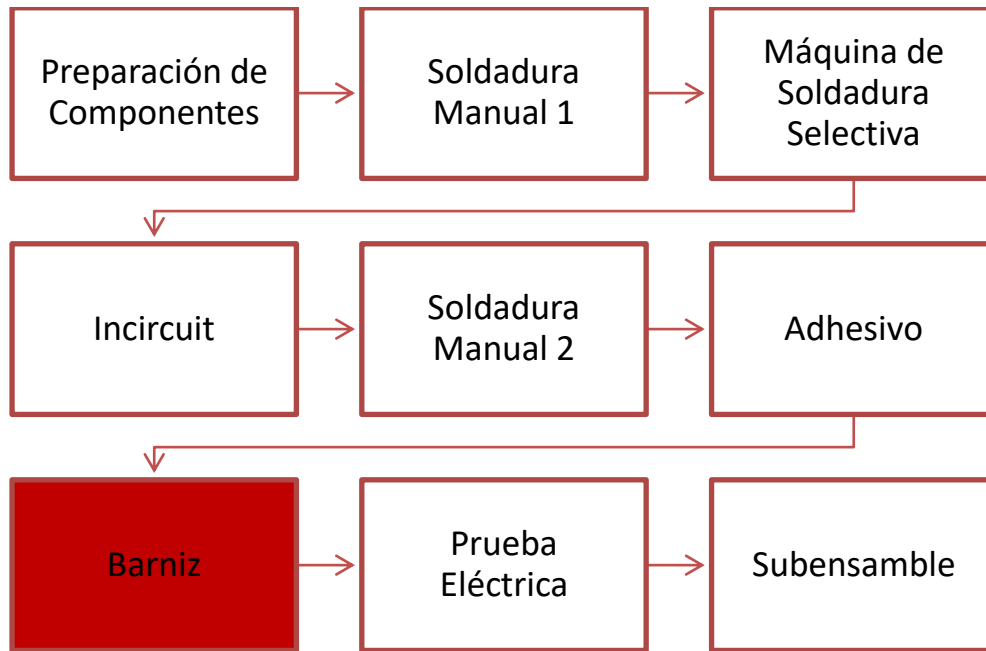 Preparación de
Componentes
Soldadura
Manual 1
Máquina de
Soldadura
Selectiva
Incircuit
Soldadura
Manual 2
Adhesivo
Barniz
Prueba
Eléctrica
Subensamble